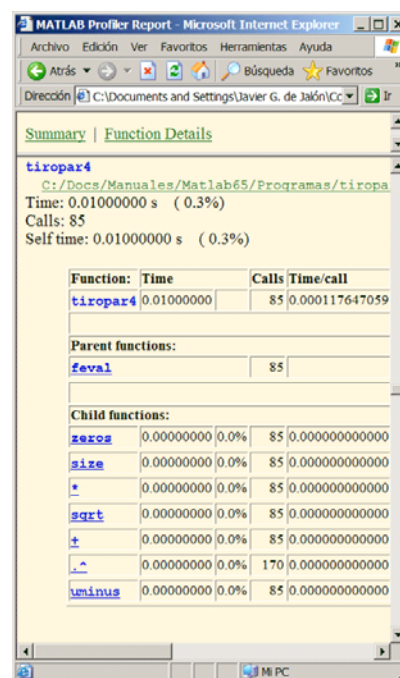 MATLAB Profiler Report - Microsoft Internet Explorer
Archivo Edición Ver Favoritos Herramientas Ayuda
Atrás Búsqueda Favoritos »
Dirección C:\Documents and Settings\Javier G. de Jalón\Cc Ir
Summary | Function Details
tiropar4
C:/Docs/Manuales/Matlab65/Programas/tiropa
Time: 0.01000000 s ( 0.3%)
Calls: 85
Self time: 0.01000000 s ( 0.3%)
Function: Time Calls Time/call
tiropar4 0.01000000 85 0.000117647059
Parent functions:
feval 85
Child functions:
zeros 0.00000000 0.0% 85 0.000000000000
size 0.00000000 0.0% 85 0.000000000000
* 0.00000000 0.0% 85 0.000000000000
sqrt 0.00000000 0.0% 85 0.000000000000
+ 0.00000000 0.0% 85 0.000000000000
.^ 0.00000000 0.0% 170 0.000000000000
uminus 0.00000000 0.0% 85 0.000000000000
Mi PC